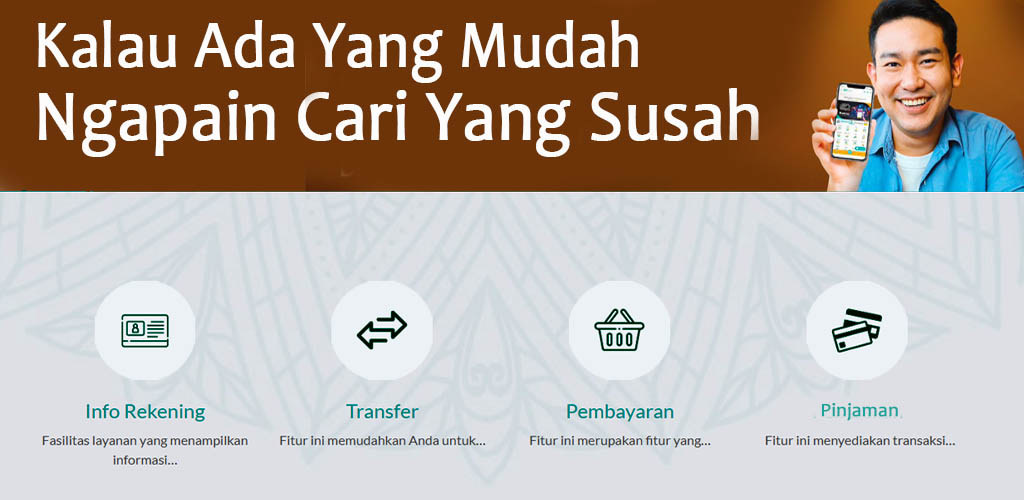 Kalau Ada Yang Mudah
Ngapain Cari Yang Susah
Info Rekening
Fasilitas layanan yang menampilkan
informasi...
Transfer
Fitur ini memudahkan Anda untuk...
Pembayaran
Fitur ini merupakan fitur yang...
Pinjaman
Fitur ini menyediakan transaksi...